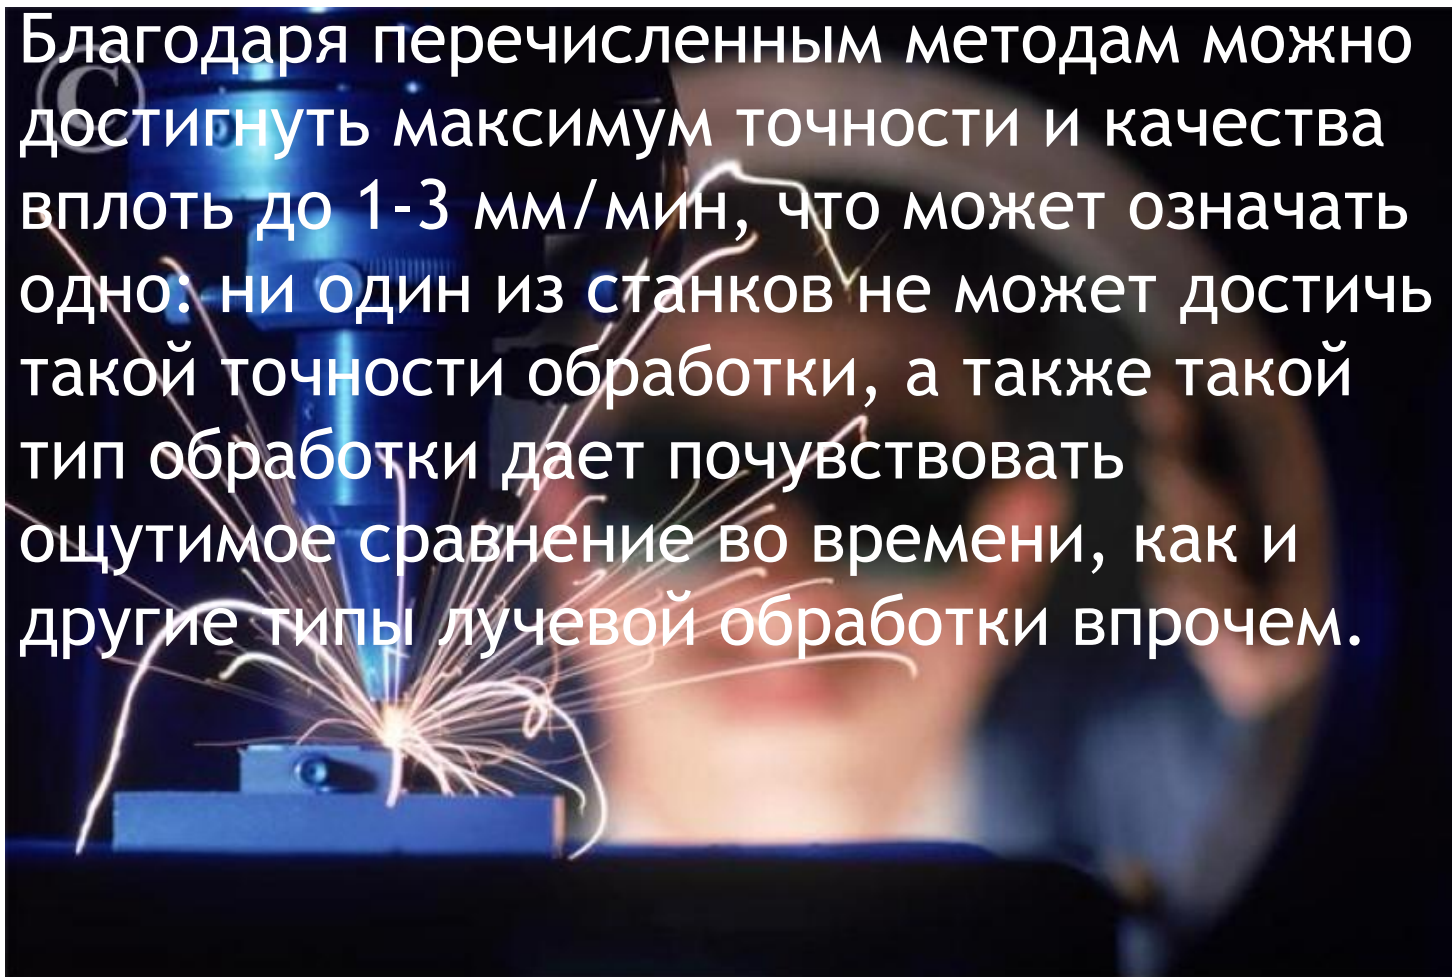 ©
Благодаря перечисленным методам можно
достигнуть максимум точности и качества
вплоть до 1-3 мм/мин, что может означать
одно: ни один из станков не может достичь
такой точности обработки, а также такой
тип обработки дает почувствовать
ощутимое сравнение во времени, как и
другие типы лучевой обработки впрочем.